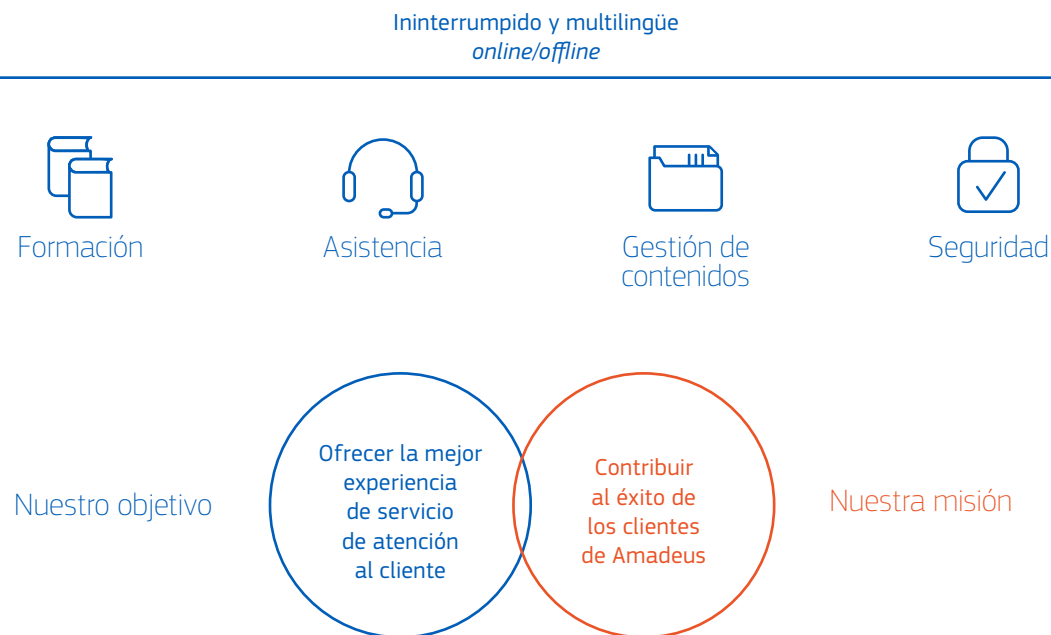 Ininterrumpido y multilingüe
online/offline
Formación
Asistencia
Gestión de
contenidos
Seguridad
Nuestro objetivo
Ofrecer la mejor
experiencia
de servicio
de atención
al cliente
Contribuir
al éxito de
los clientes
de Amadeus
Nuestra misión